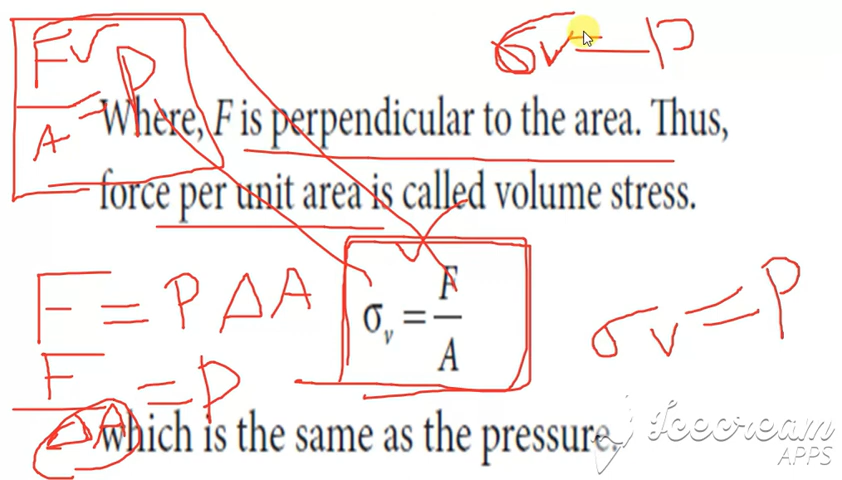 F/A = P
σv = P
Where, F is perpendicular to the area. Thus,
force per unit area is called volume stress.
F = P Δ A
σv = F/A
σv = P
F/ΔA = P
which is the same as the pressure.
Icecream
APPS